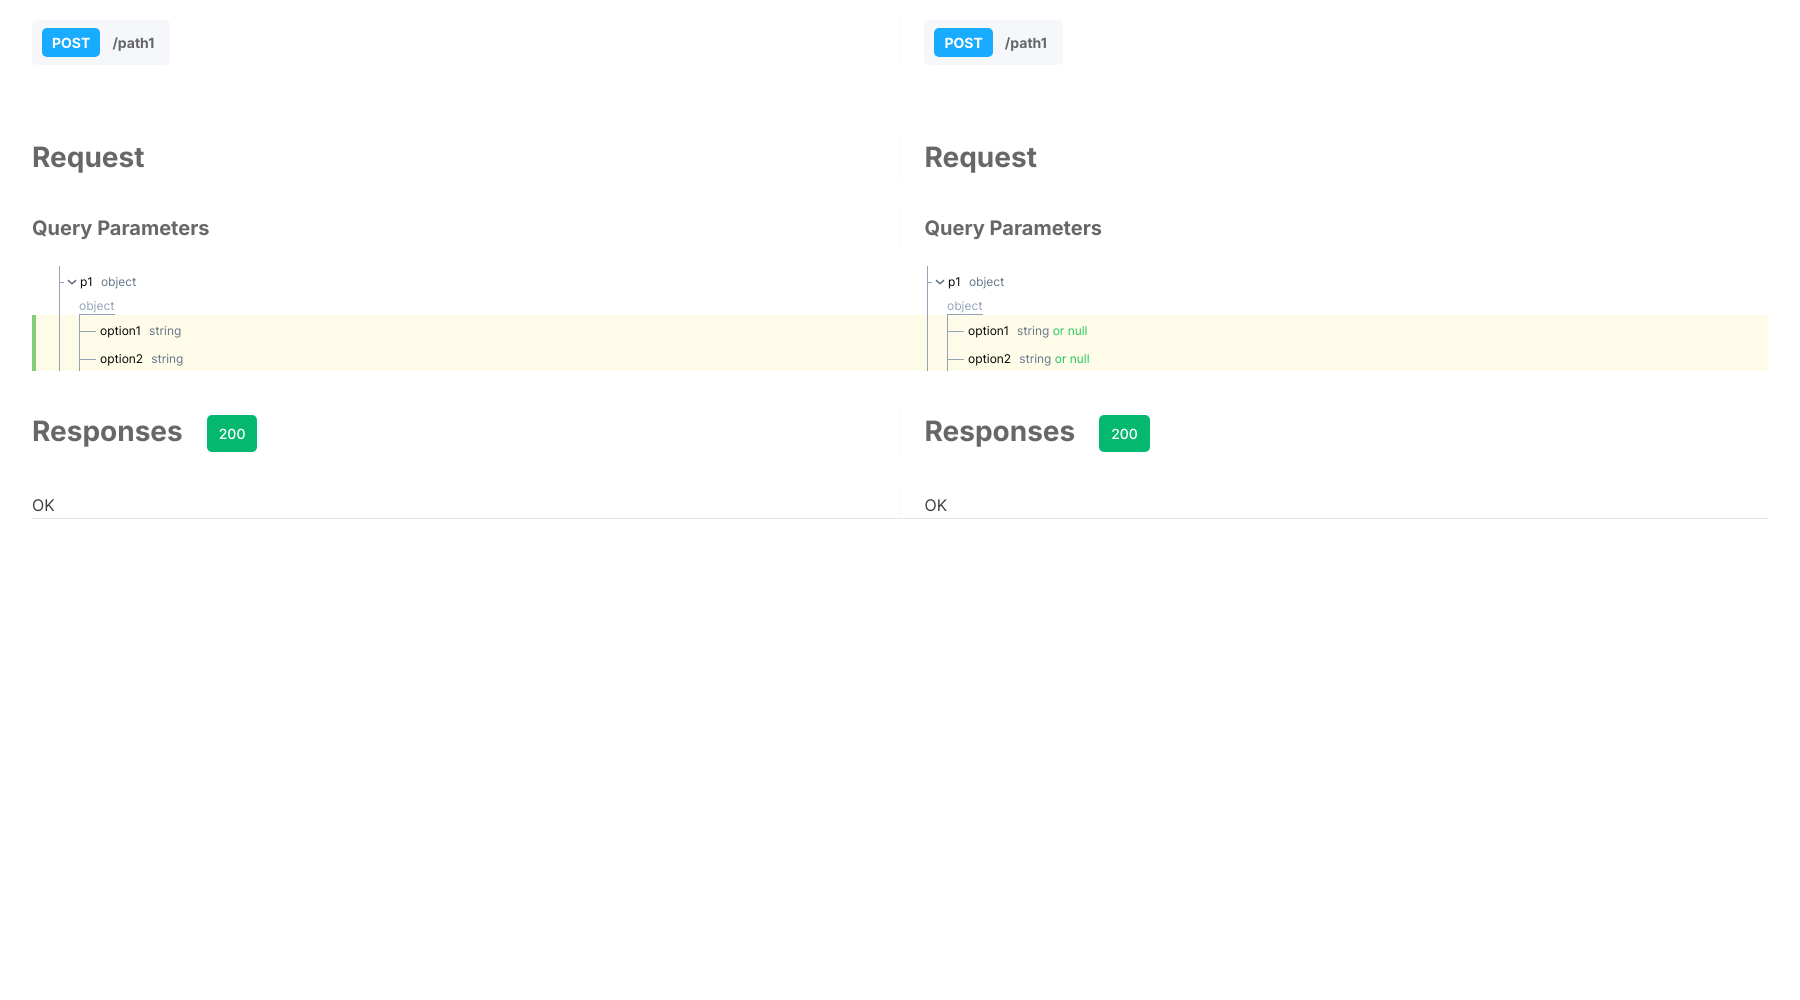 POST /path1 POST /path1
Request Request
Query Parameters Query Parameters
p1 object p1 object
object object
option1 string option1 string or null
option2 string option2 string or null
Responses 200 Responses 200
OK OK